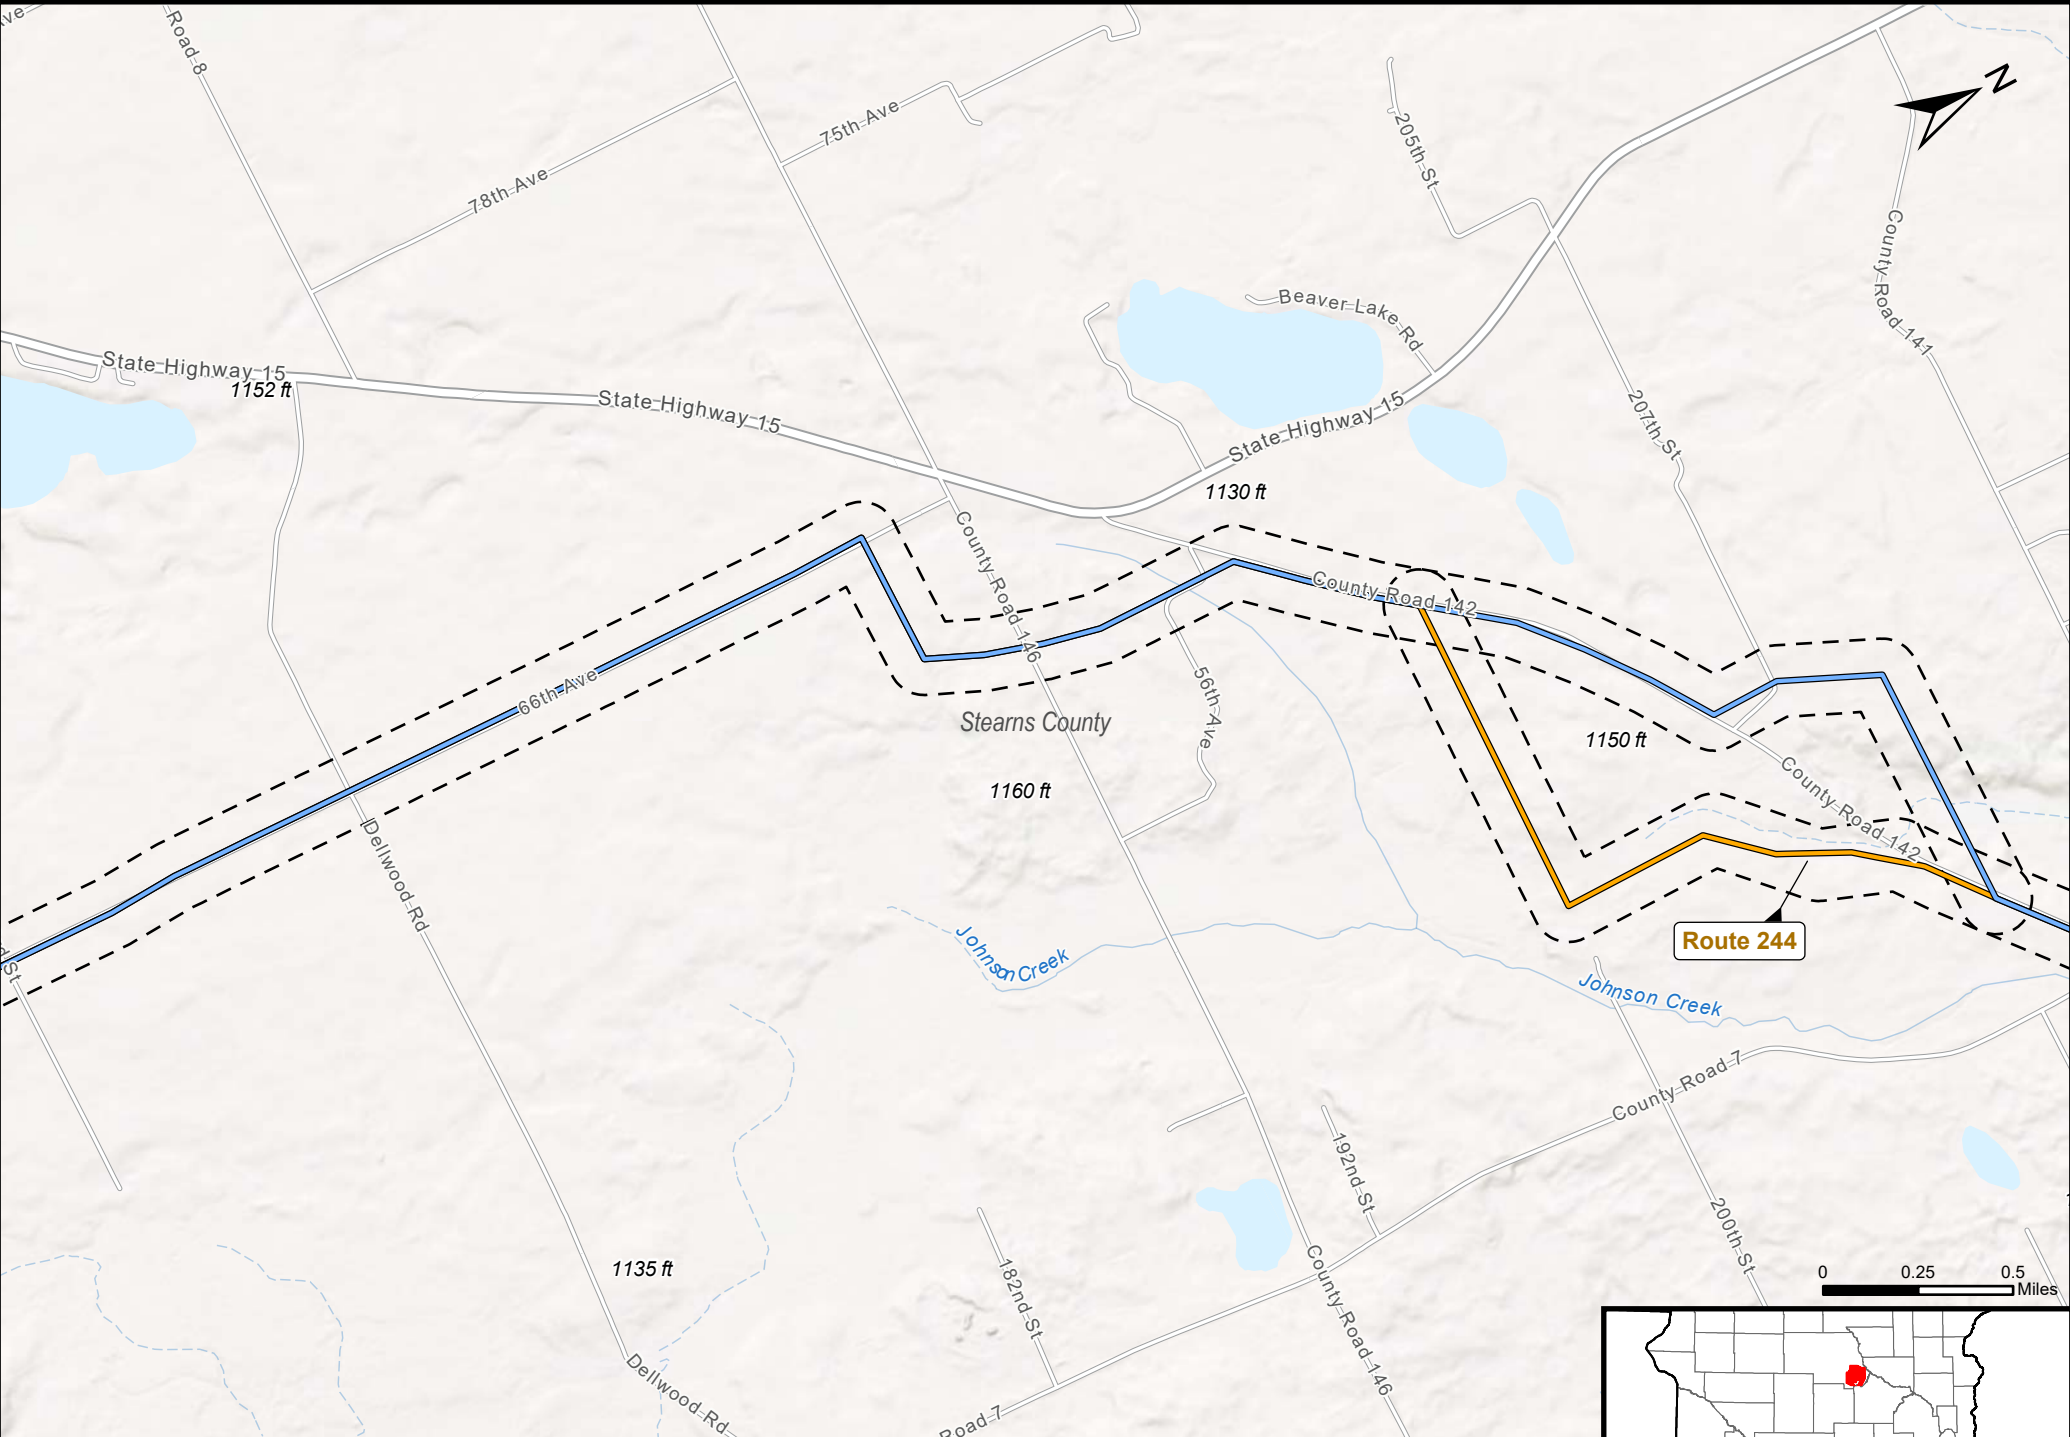 Road 8
78th Ave
75th Ave
205th St
N
County Road 141
Beaver Lake Rd
State Highway 15
1152 ft
State Highway 15
State Highway 15
207th St
1130 ft
County Road 146
County Road 142
66th Ave
56th Ave
Stearns County
1150 ft
1160 ft
County Road 142
Dellwood Rd
Route 244
Johnson Creek
Johnson Creek
County Road 7
192nd St
200th St
1135 ft
182nd St
County Road 146
0 0.25 0.5
Miles
Dellwood Rd
Road 7